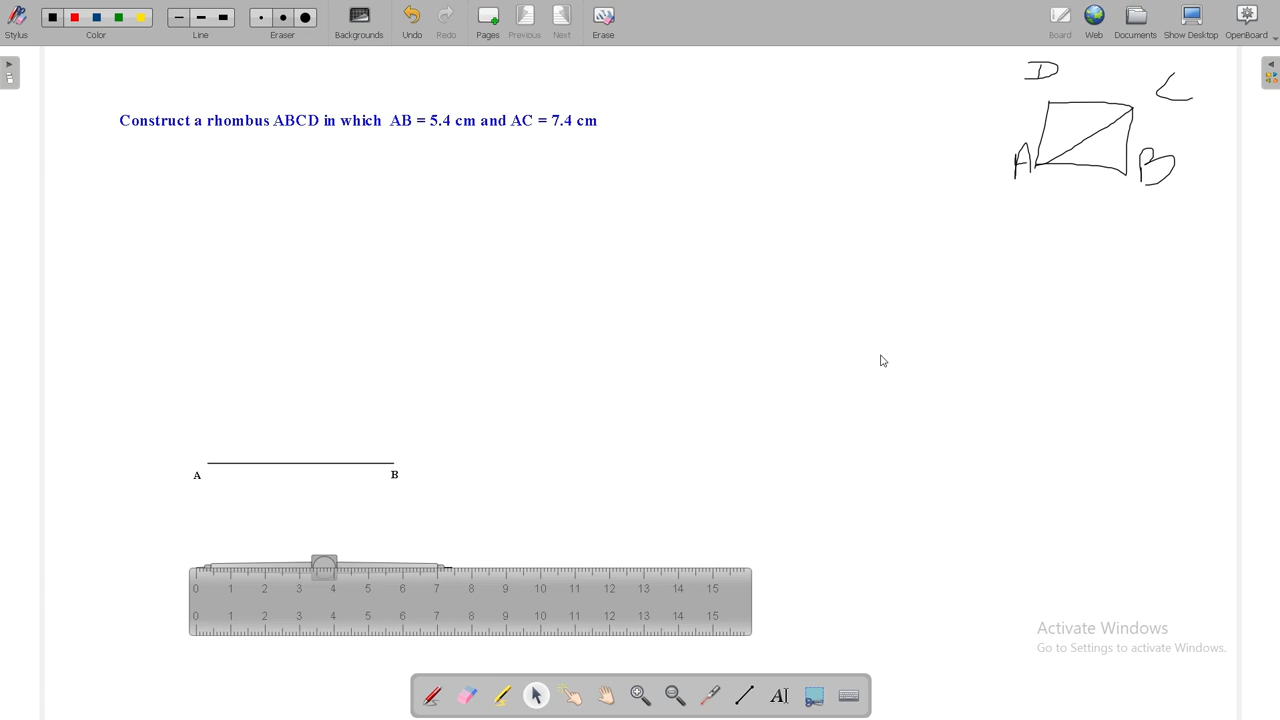 Stylus
Color
Line
Eraser
Backgrounds
Undo
Redo
Pages
Previous
Next
Erase
Board
Web
Documents
Show Desktop
OpenBoard
D
C
A
B
Construct a rhombus ABCD in which AB = 5.4 cm and AC = 7.4 cm
A
B
0 1 2 3 4 5 6 7 8 9 10 11 12 13 14 15
0 1 2 3 4 5 6 7 8 9 10 11 12 13 14 15
Activate Windows
Go to Settings to activate Windows.